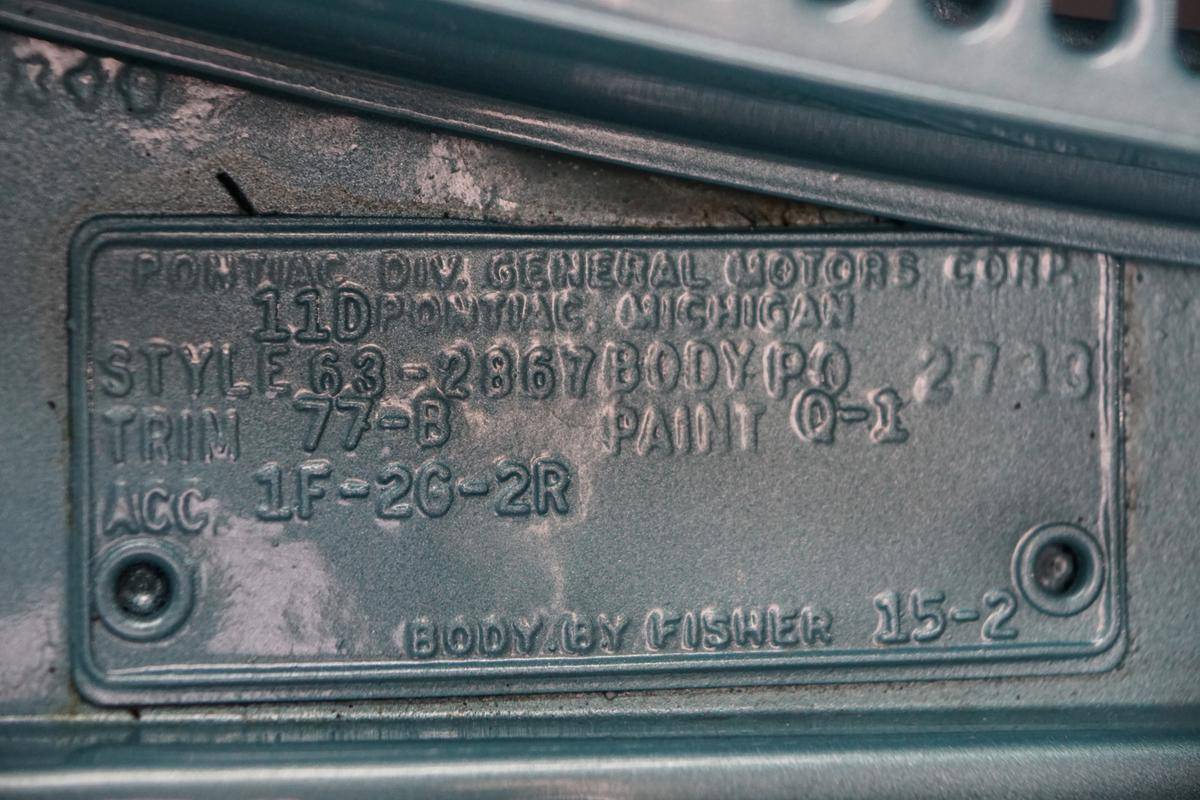 PONTIAC DIV. GENERAL MOTORS CORP.
11D PONTIAC, MICHIGAN
STYLE 63-2867 BODY PO 2733
TRIM 77-B PAINT Q-1
ACC. 1F-2G-2R
BODY BY FISHER 15-2